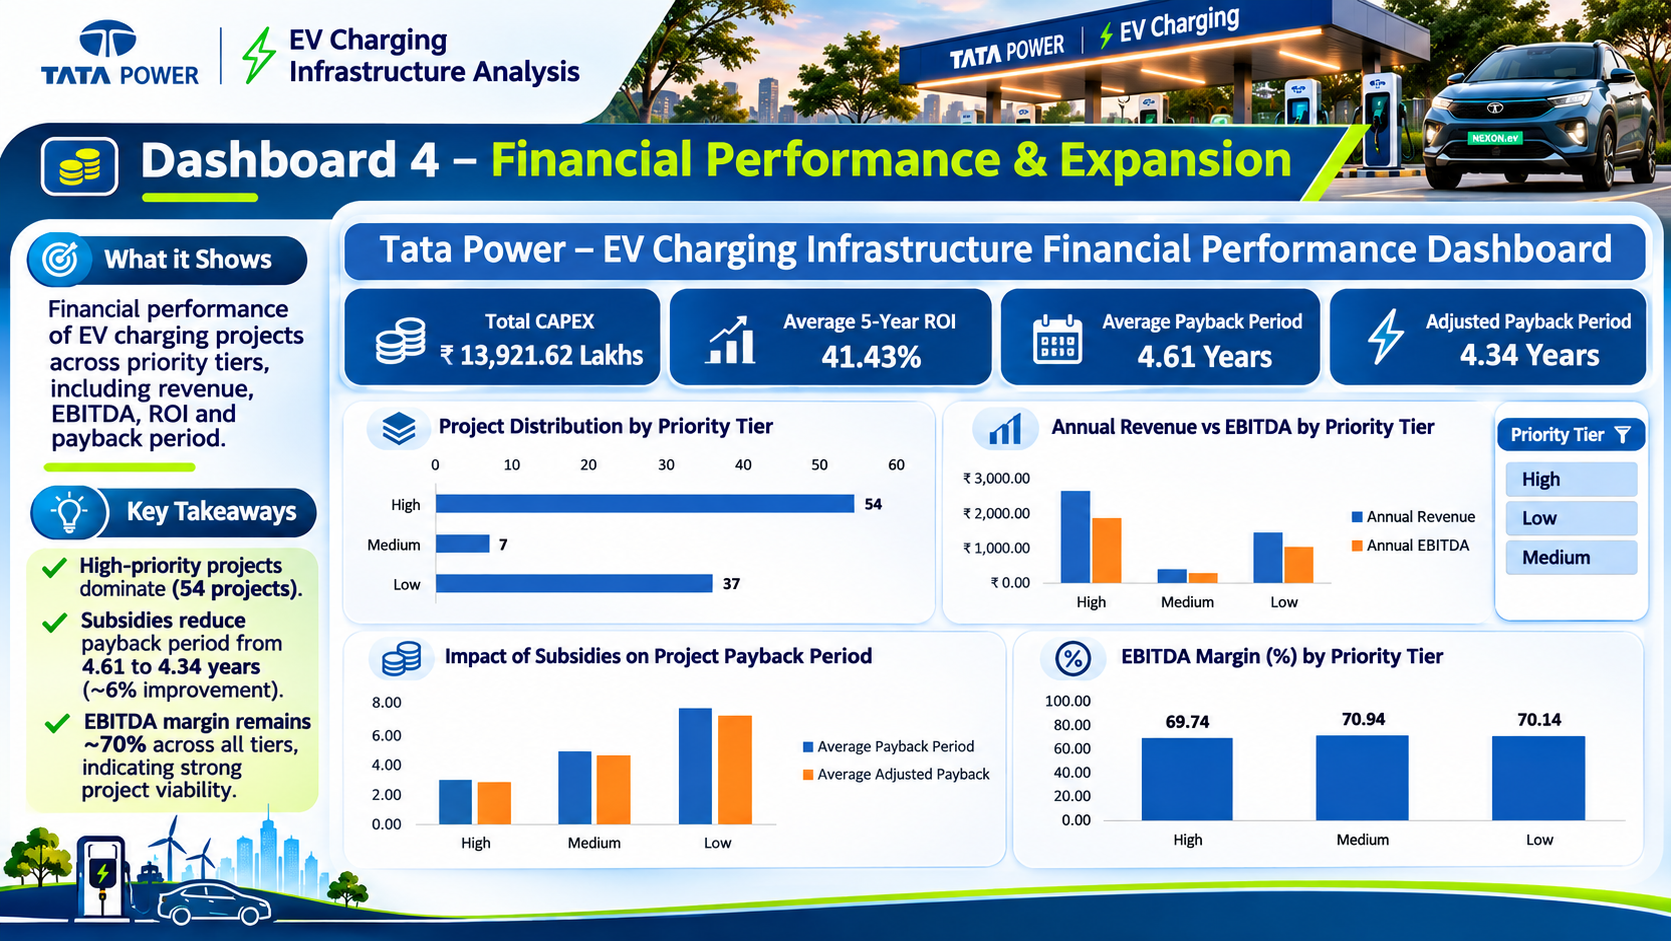 TATA POWER
EV Charging
Infrastructure Analysis
TATA POWER
EV Charging
NEXON.ev
Dashboard 4 – Financial Performance & Expansion
What it Shows
Financial performance
of EV charging projects
across priority tiers,
including revenue,
EBITDA, ROI and
payback period.
Key Takeaways
High-priority projects
dominate (54 projects).
Subsidies reduce
payback period from
4.61 to 4.34 years
(~6% improvement).
EBITDA margin remains
~70% across all tiers,
indicating strong
project viability.
Tata Power – EV Charging Infrastructure Financial Performance Dashboard
Total CAPEX
₹ 13,921.62 Lakhs
Average 5-Year ROI
41.43%
Average Payback Period
4.61 Years
Adjusted Payback Period
4.34 Years
Project Distribution by Priority Tier
0 10 20 30 40 50 60
High 54
Medium 7
Low 37
Annual Revenue vs EBITDA by Priority Tier
₹ 3,000.00
₹ 2,000.00
₹ 1,000.00
₹ 0.00
High Medium Low
Annual Revenue
Annual EBITDA
Priority Tier
High
Low
Medium
Impact of Subsidies on Project Payback Period
8.00
6.00
4.00
2.00
0.00
High Medium Low
Average Payback Period
Average Adjusted Payback
EBITDA Margin (%) by Priority Tier
100.00
80.00
60.00
40.00
20.00
0.00
69.74 70.94 70.14
High Medium Low